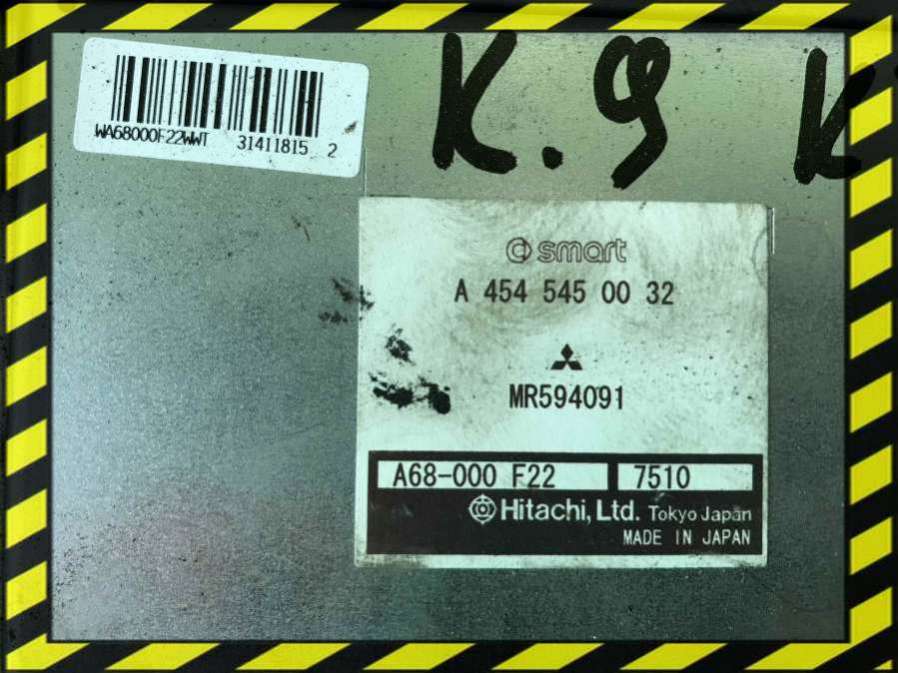 K.9 K
WA68000F22WWT 31411815 2
smart
A 454 545 00 32
MR594091
A68-000 F22 7510
Hitachi, Ltd. Tokyo Japan
MADE IN JAPAN